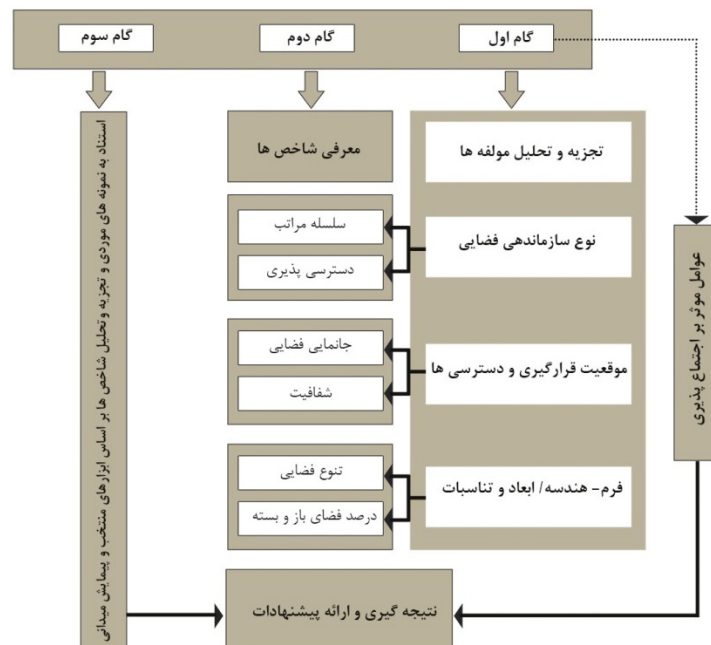 گام اول
گام دوم
گام سوم
تجزیه و تحلیل مولفه ها
معرفی شاخص ها
نوع سازماندهی فضایی
سلسله مراتب
دسترسی پذیری
موقعیت قرارگیری و دسترسی ها
جانمایی فضایی
شفافیت
فرم- هندسه/ ابعاد و تناسبات
تنوع فضایی
درصد فضای باز و بسته
عوامل موثر بر اجتماع پذیری
استناد به نمونه های موردی و تجزیه و تحلیل شاخص ها بر اساس ابزارهای منتخب و پیمایش میدانی
نتیجه گیری و ارائه پیشنهادات